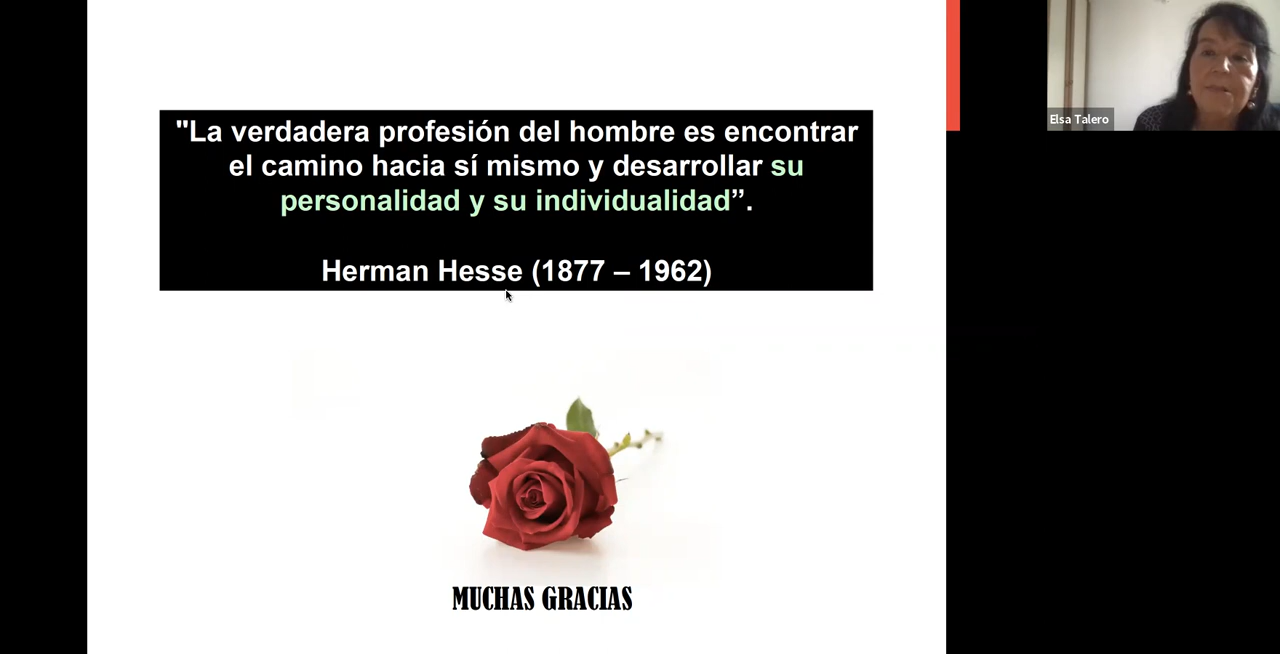 "La verdadera profesión del hombre es encontrar
el camino hacia sí mismo y desarrollar su
personalidad y su individualidad”.
Herman Hesse (1877 – 1962)
MUCHAS GRACIAS
Elsa Talero